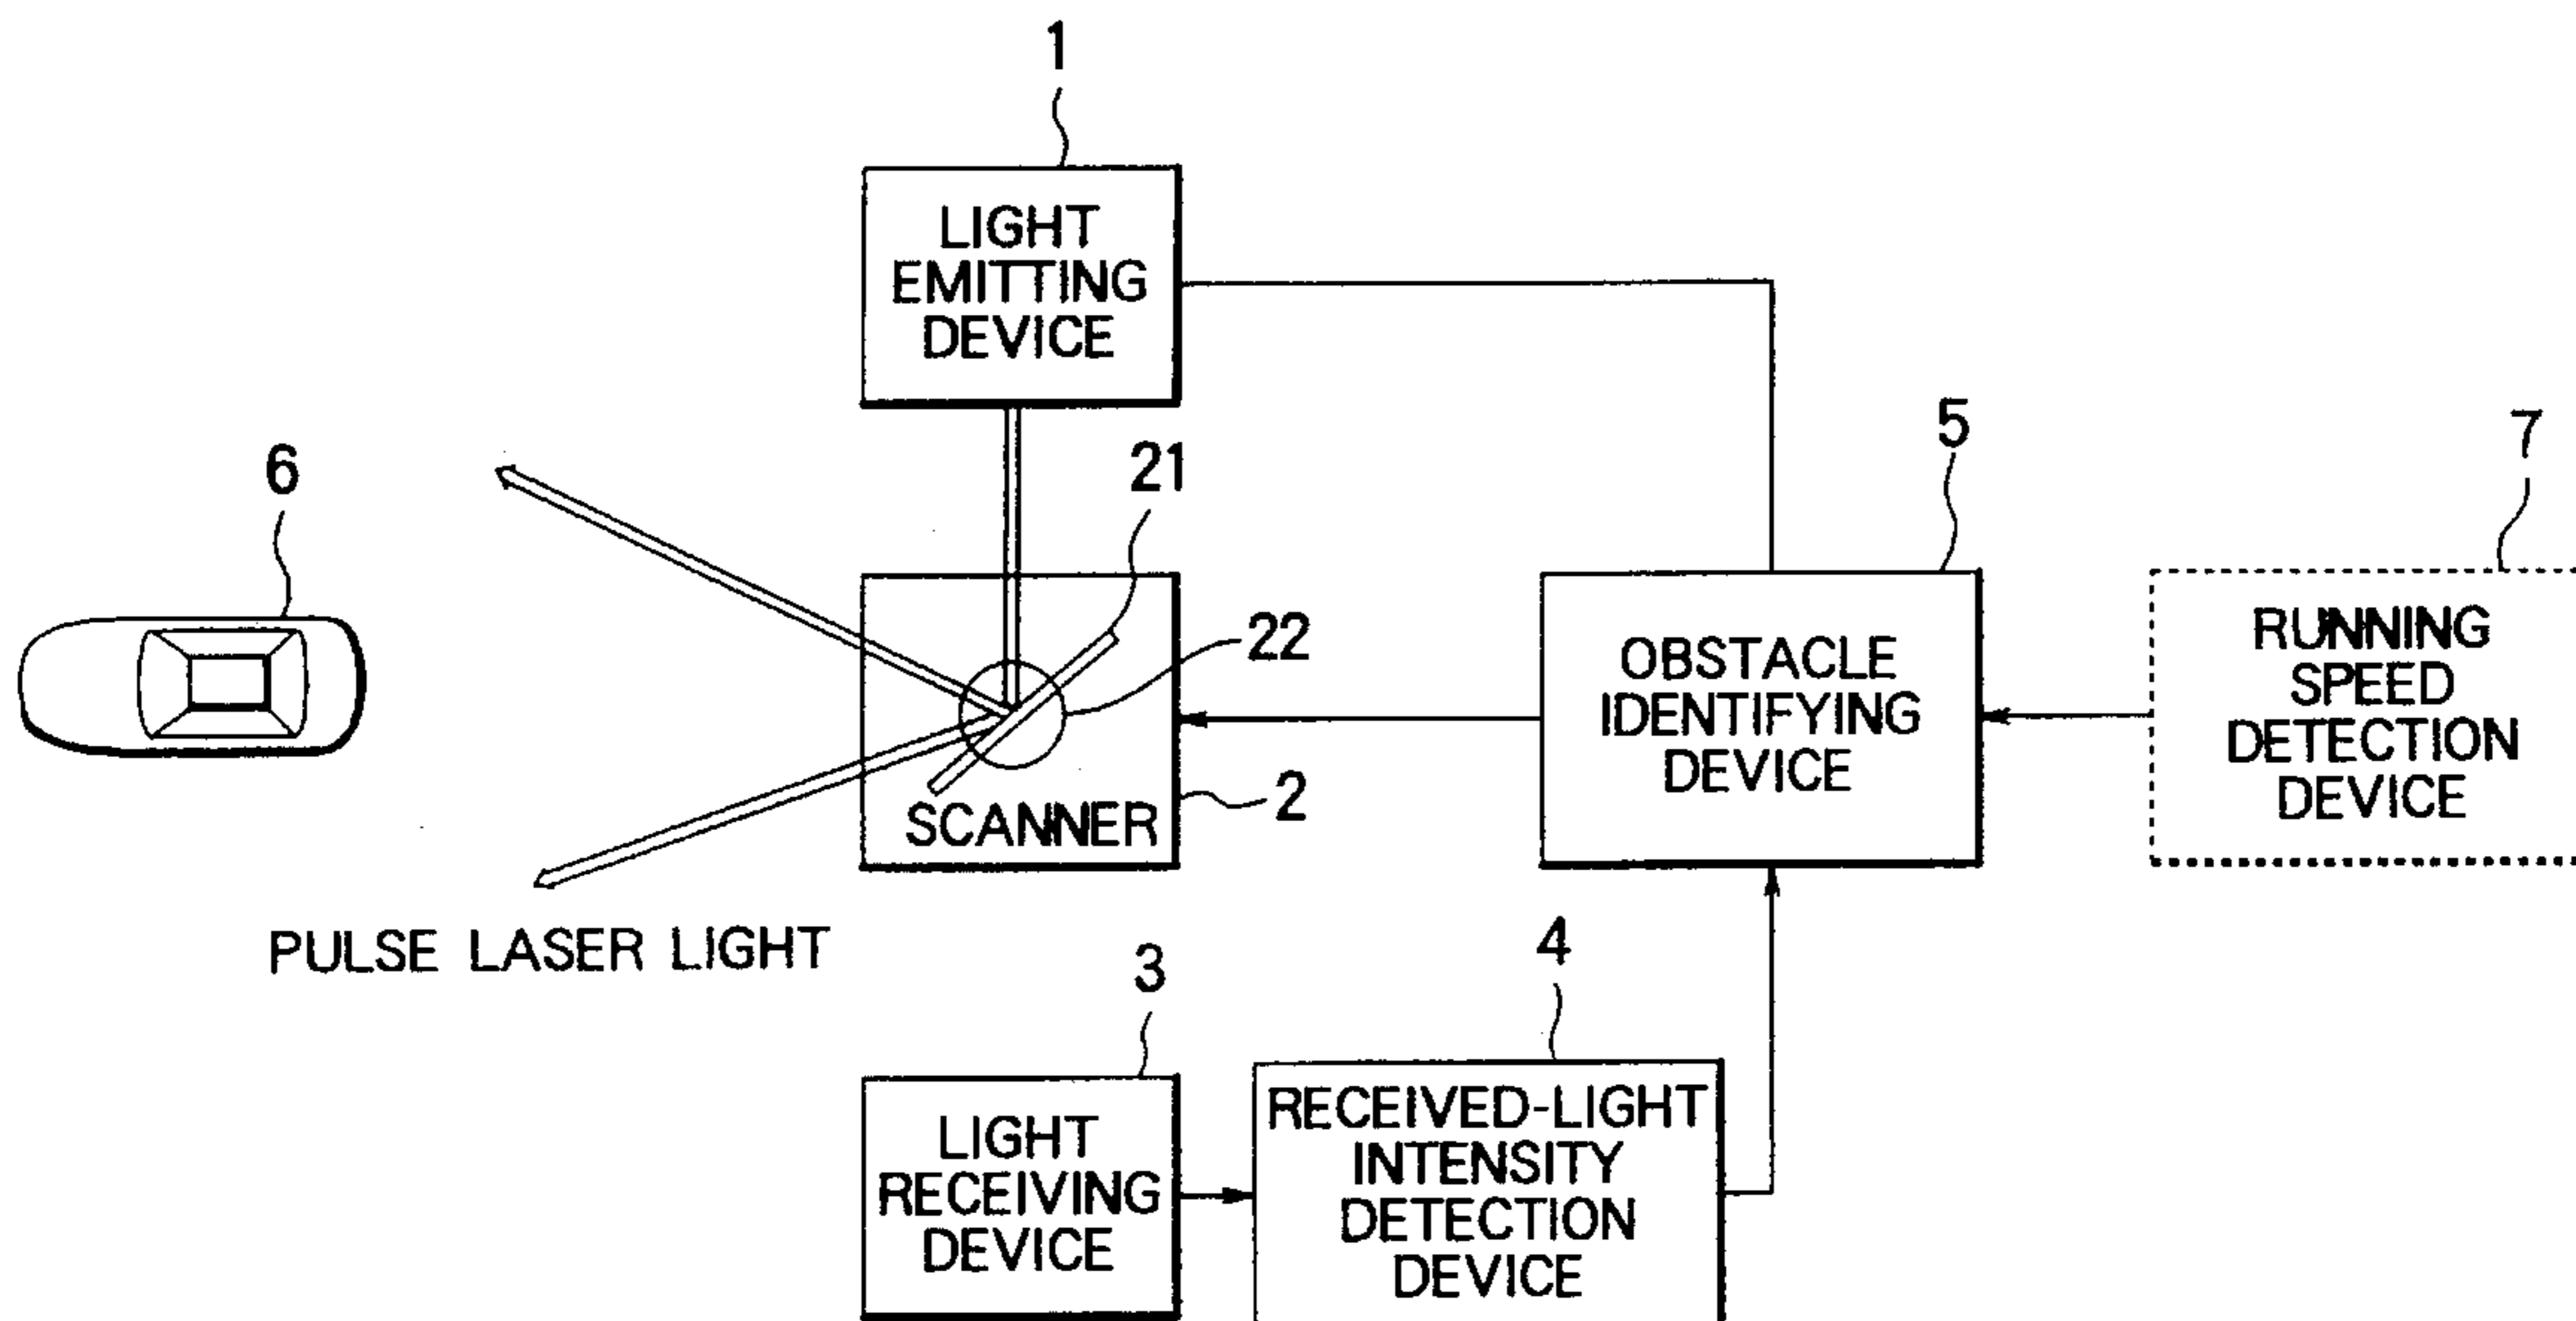 1
LIGHT
EMITTING
DEVICE
6
21
5
7
22
SCANNER
2
OBSTACLE
IDENTIFYING
DEVICE
RUNNING
SPEED
DETECTION
DEVICE
PULSE LASER LIGHT
3
4
LIGHT
RECEIVING
DEVICE
RECEIVED-LIGHT
INTENSITY
DETECTION
DEVICE